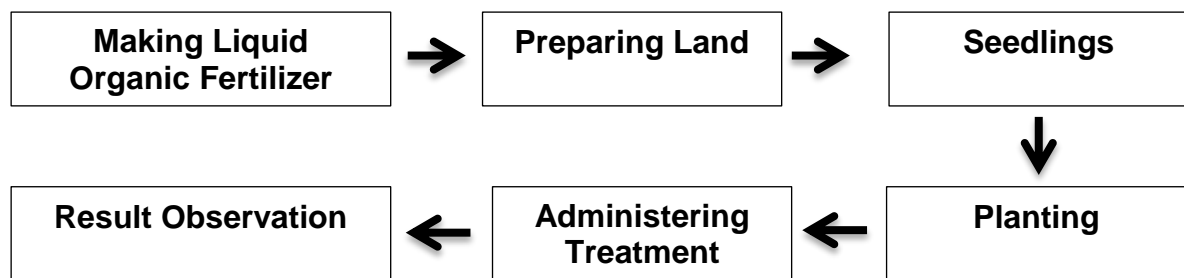 Making Liquid
Organic Fertilizer
Preparing Land
Seedlings
Planting
Administering
Treatment
Result Observation